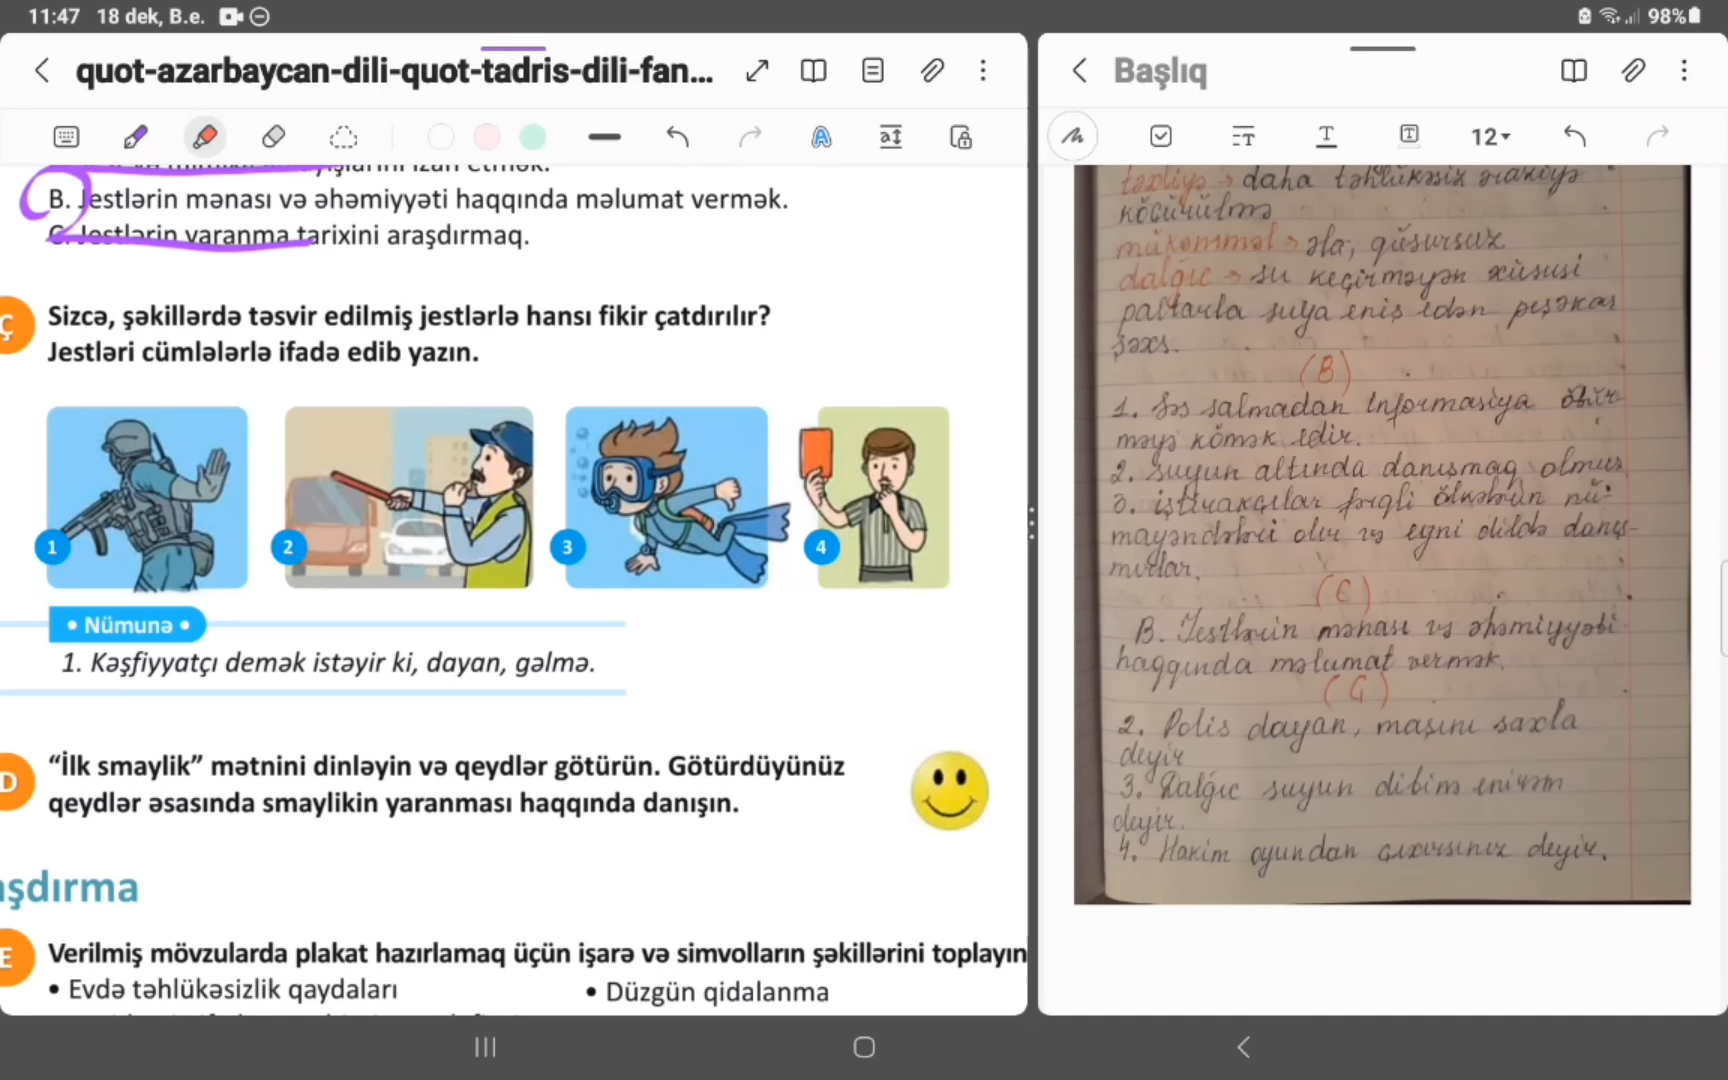 11:47 18 dek, B.e.
98%
quot-azarbaycan-dili-quot-tadris-dili-fan...
Başlıq
12
B. Jestlərin mənası və əhəmiyyəti haqqında məlumat vermək.
C. Jestlərin yaranma tarixini araşdırmaq.
Ç
Sizcə, şəkillərdə təsvir edilmiş jestlərlə hansı fikir çatdırılır?
Jestləri cümlələrlə ifadə edib yazın.
1
2
3
4
• Nümunə •
1. Kəşfiyyatçı demək istəyir ki, dayan, gəlmə.
D
“İlk smaylik” mətnini dinləyin və qeydlər götürün. Götürdüyünüz
qeydlər əsasında smaylikin yaranması haqqında danışın.
şdırma
E
Verilmiş mövzularda plakat hazırlamaq üçün işarə və simvolların şəkillərini toplayın
• Evdə təhlükəsizlik qaydaları
• Düzgün qidalanma
təxliyə → daha təhlükəsiz əraziyə
köçürülmə
mükəmməl → əla, qüsursuz
dalğıc → su keçirməyən xüsusi
paltarla suya eniş edən peşəkar
şəxs.
(B)
1. Səs salmadan informasiya ötür-
məyə kömək edir.
2. Suyun altında danışmaq olmur
3. iştirakçılar fərqli ölkələrin nü-
mayəndələri olur və eyni dildə danış-
mırlar.
(C)
B. Jestlərin mənası və əhəmiyyəti
haqqında məlumat vermək.
(Ç)
2. Polis dayan, maşını saxla
deyir
3. Dalğıc suyun dibinə enirəm
deyir.
4. Hakim oyundan çıxırsınız deyir.